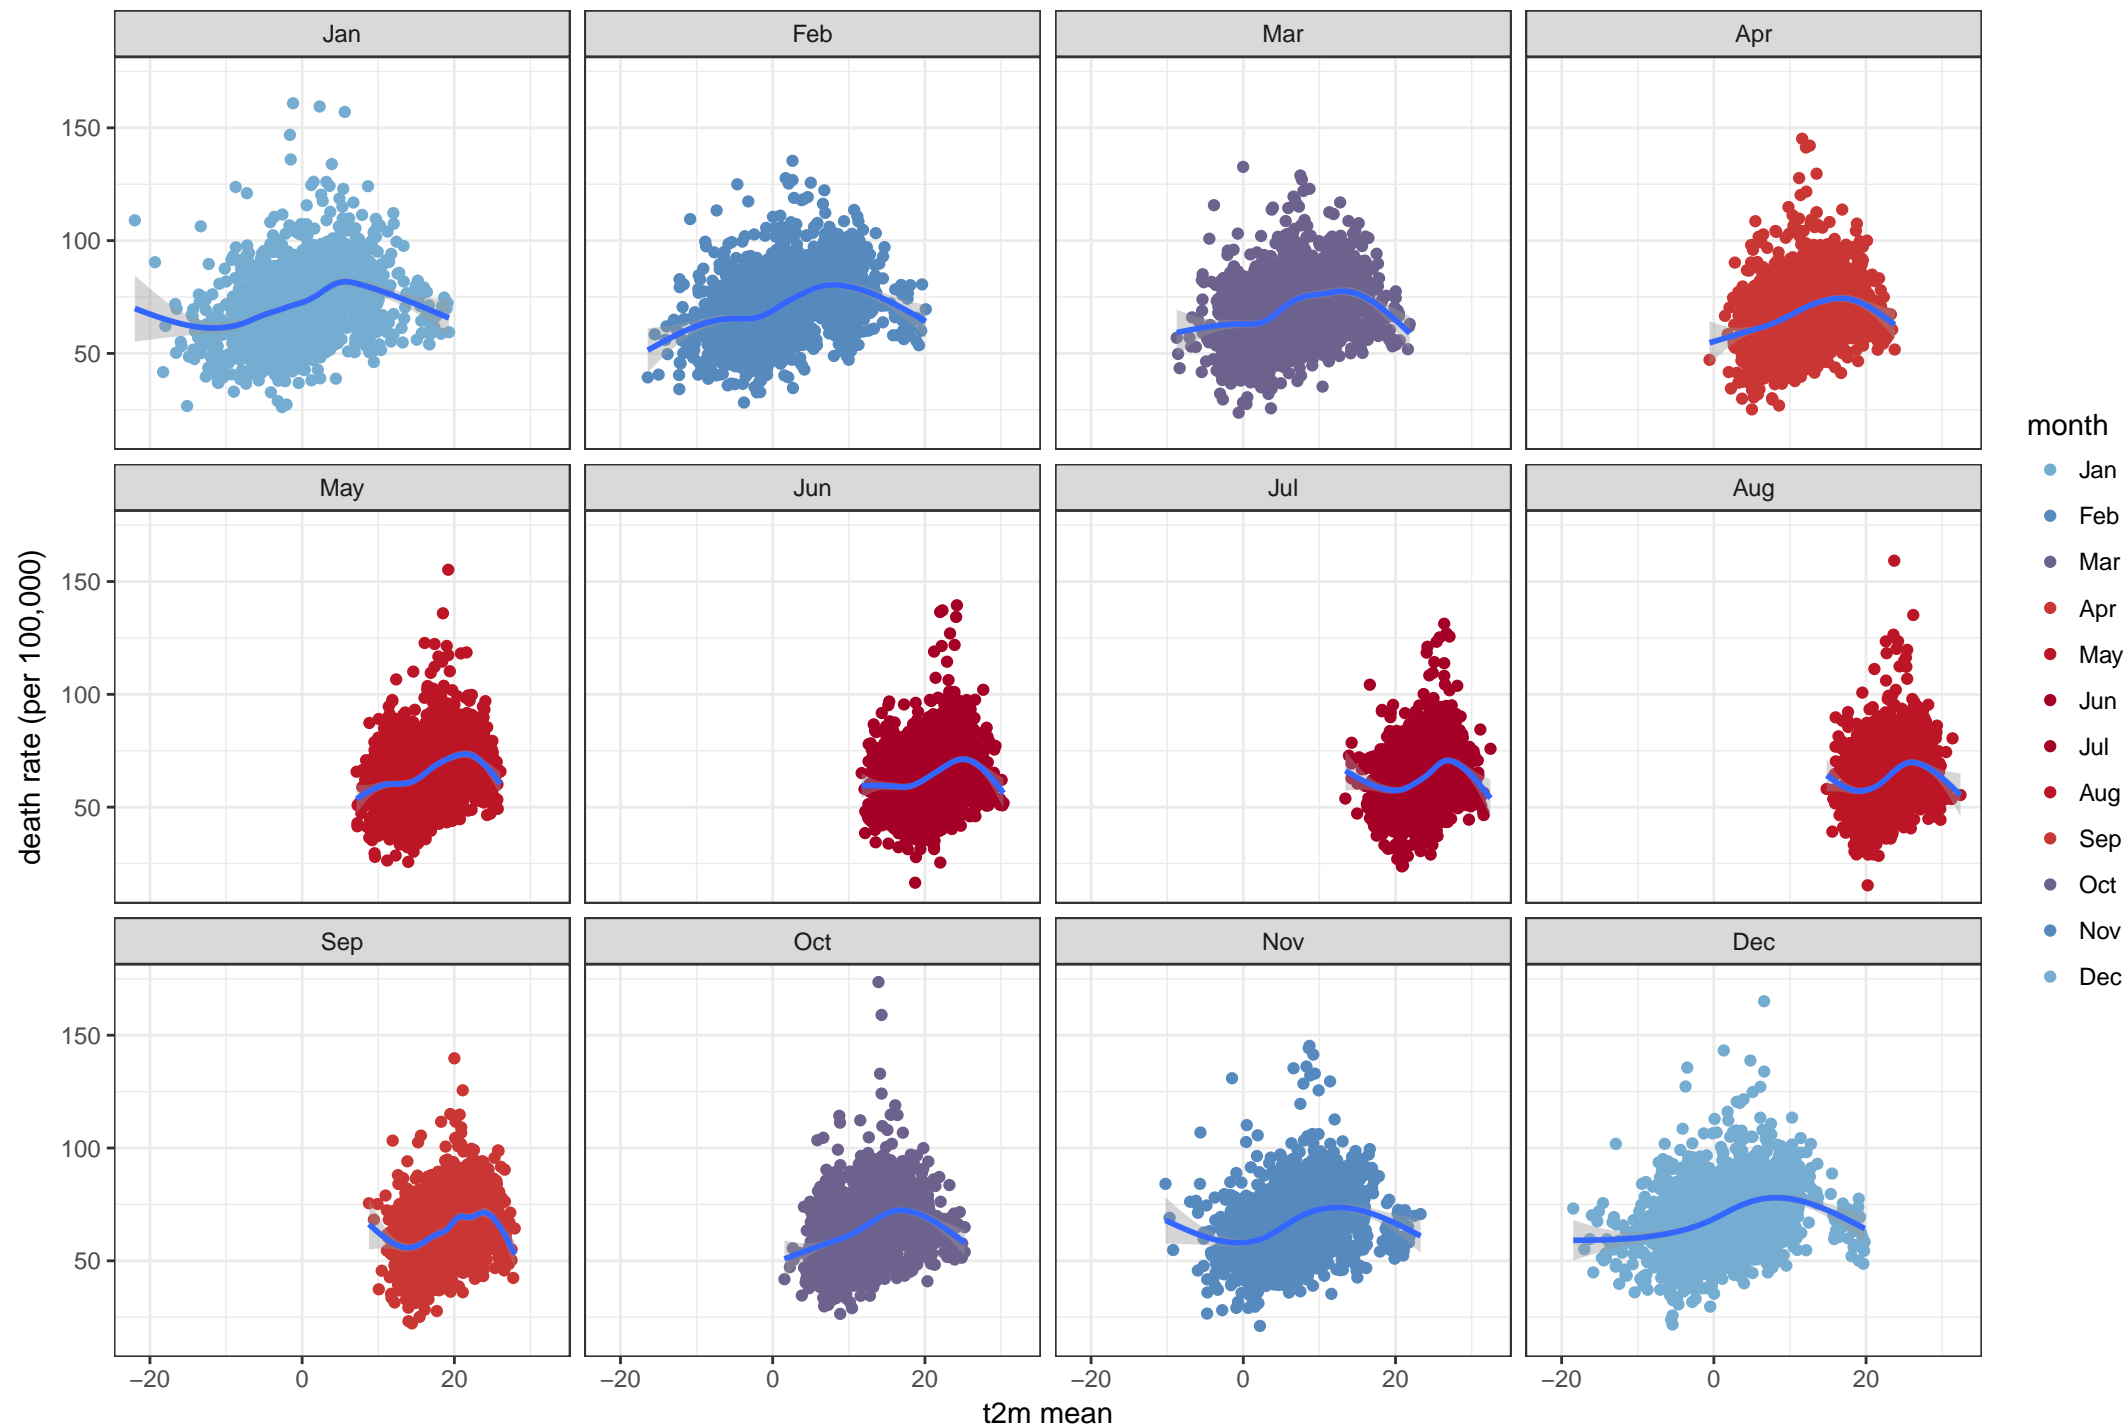 Jan Feb Mar Apr
150
100
50
May Jun Jul Aug
150
100
50
Sep Oct Nov Dec
150
100
50
−20 0 20 −20 0 20 −20 0 20 −20 0 20
t2m mean
death rate (per 100,000)
month
Jan
Feb
Mar
Apr
May
Jun
Jul
Aug
Sep
Oct
Nov
Dec